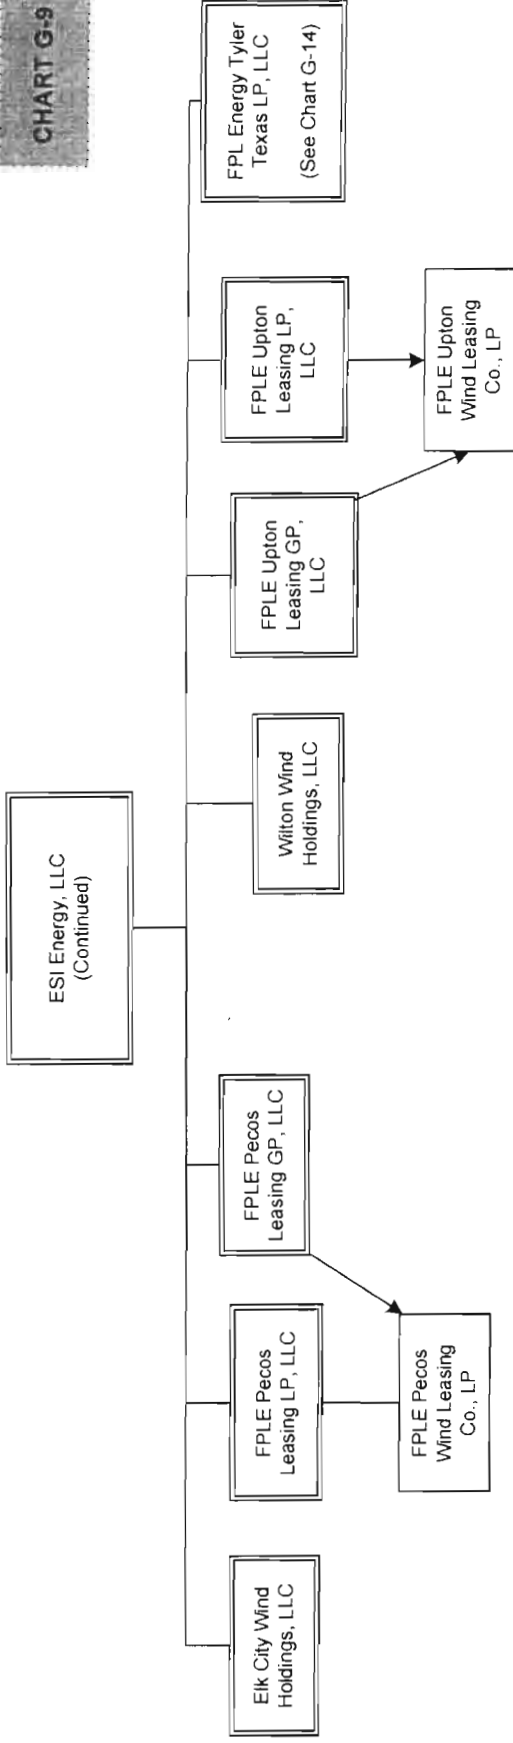 CHART G-9
ESI Energy, LLC
(Continued)
Elk City Wind
Holdings, LLC
FPLE Pecos
Leasing LP, LLC
FPLE Pecos
Leasing GP, LLC
Wilton Wind
Holdings, LLC
FPLE Upton
Leasing GP,
LLC
FPLE Upton
Leasing LP,
LLC
FPL Energy Tyler
Texas LP, LLC
(See Chart G-14)
FPLE Pecos
Wind Leasing
Co., LP
FPLE Upton
Wind Leasing
Co., LP